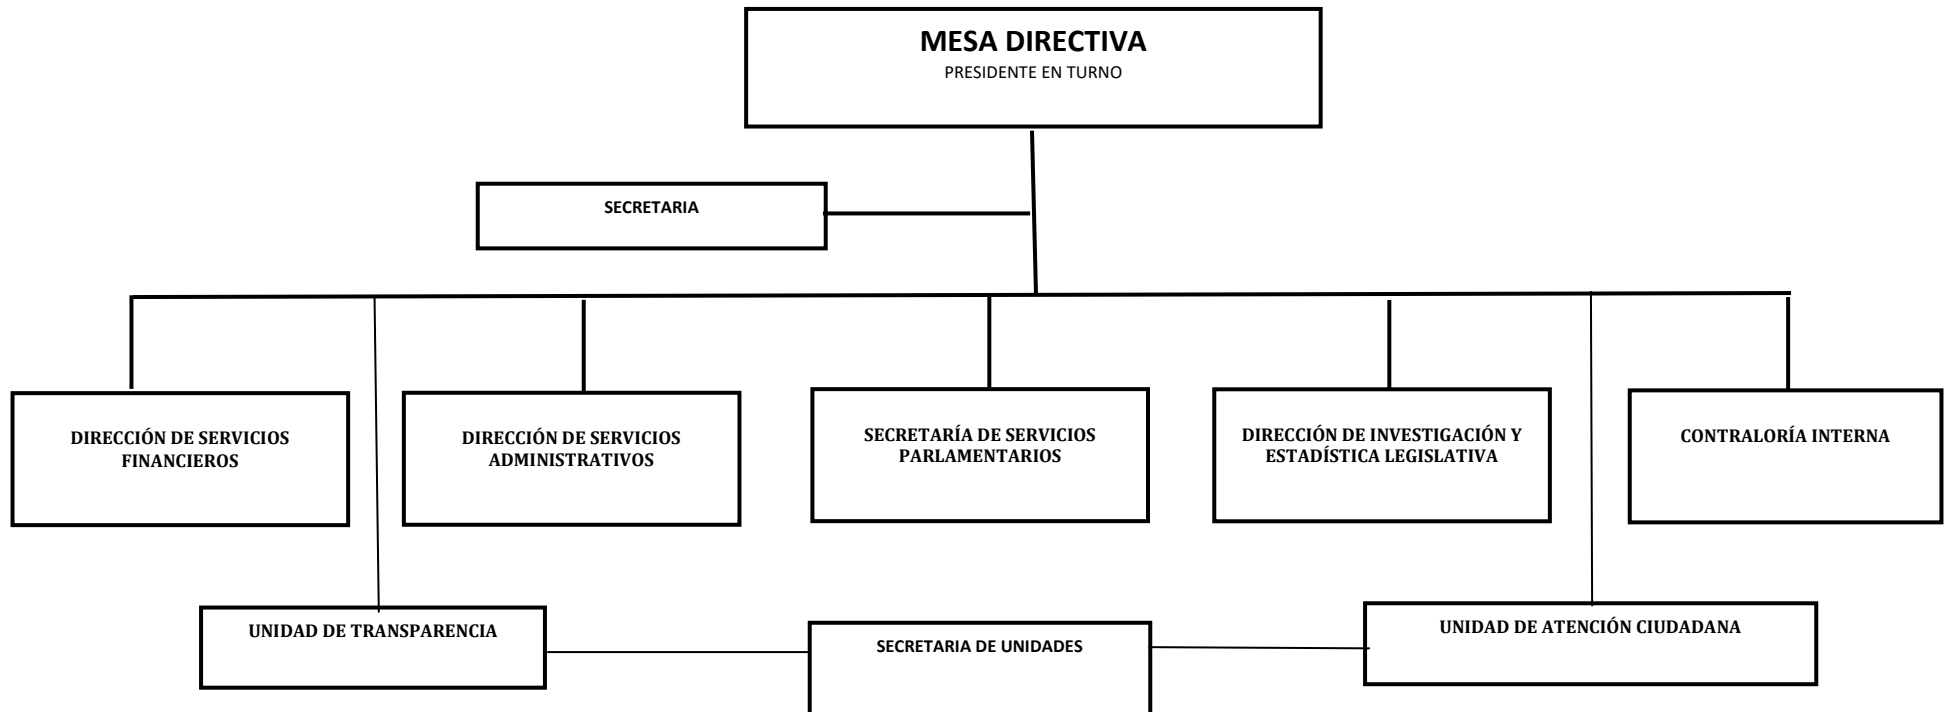 MESA DIRECTIVA
PRESIDENTE EN TURNO
SECRETARIA
DIRECCIÓN DE SERVICIOS
FINANCIEROS
DIRECCIÓN DE SERVICIOS
ADMINISTRATIVOS
SECRETARÍA DE SERVICIOS
PARLAMENTARIOS
DIRECCIÓN DE INVESTIGACIÓN Y
ESTADÍSTICA LEGISLATIVA
CONTRALORÍA INTERNA
UNIDAD DE TRANSPARENCIA
SECRETARIA DE UNIDADES
UNIDAD DE ATENCIÓN CIUDADANA